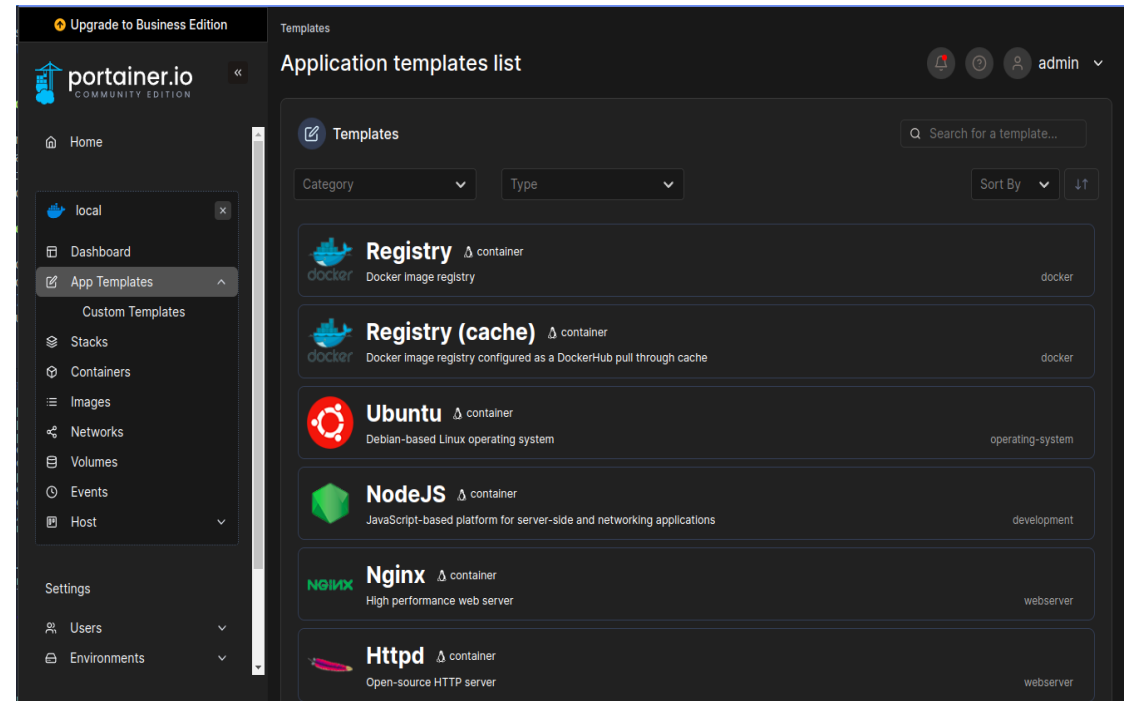 Upgrade to Business Edition
portainer.io
COMMUNITY EDITION
«
Home
local
Dashboard
App Templates
Custom Templates
Stacks
Containers
Images
Networks
Volumes
Events
Host
Settings
Users
Environments
Templates
Application templates list
admin
Templates
Search for a template...
Category
Type
Sort By
Registry container
docker
Docker image registry
docker
Registry (cache) container
docker
Docker image registry configured as a DockerHub pull through cache
docker
Ubuntu container
Debian-based Linux operating system
operating-system
NodeJS container
JavaScript-based platform for server-side and networking applications
development
NGINX
Nginx container
High performance web server
webserver
Httpd container
Open-source HTTP server
webserver